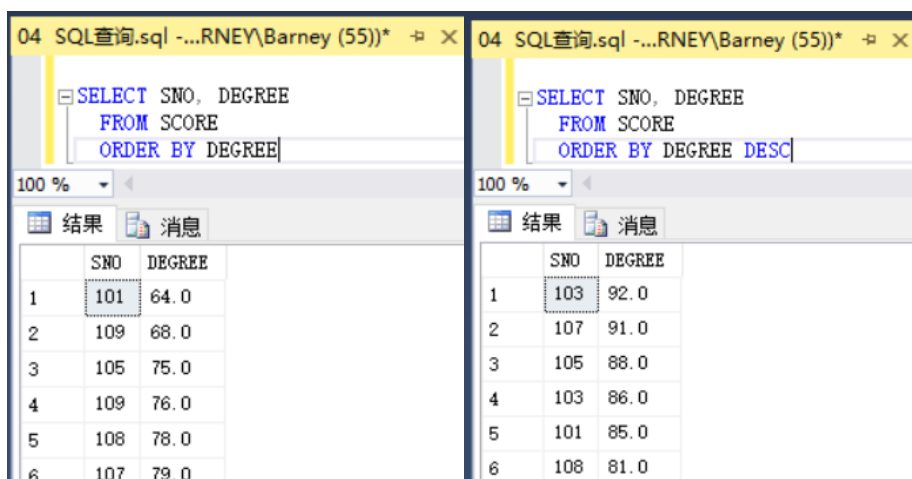 04 SQL查询.sql -...RNEY\Barney (55))*
SELECT SNO, DEGREE
FROM SCORE
ORDER BY DEGREE
100 %
结果 消息
SNO DEGREE
1 101 64.0
2 109 68.0
3 105 75.0
4 109 76.0
5 108 78.0
6 107 79.0
04 SQL查询.sql -...RNEY\Barney (55))*
SELECT SNO, DEGREE
FROM SCORE
ORDER BY DEGREE DESC
100 %
结果 消息
SNO DEGREE
1 103 92.0
2 107 91.0
3 105 88.0
4 103 86.0
5 101 85.0
6 108 81.0